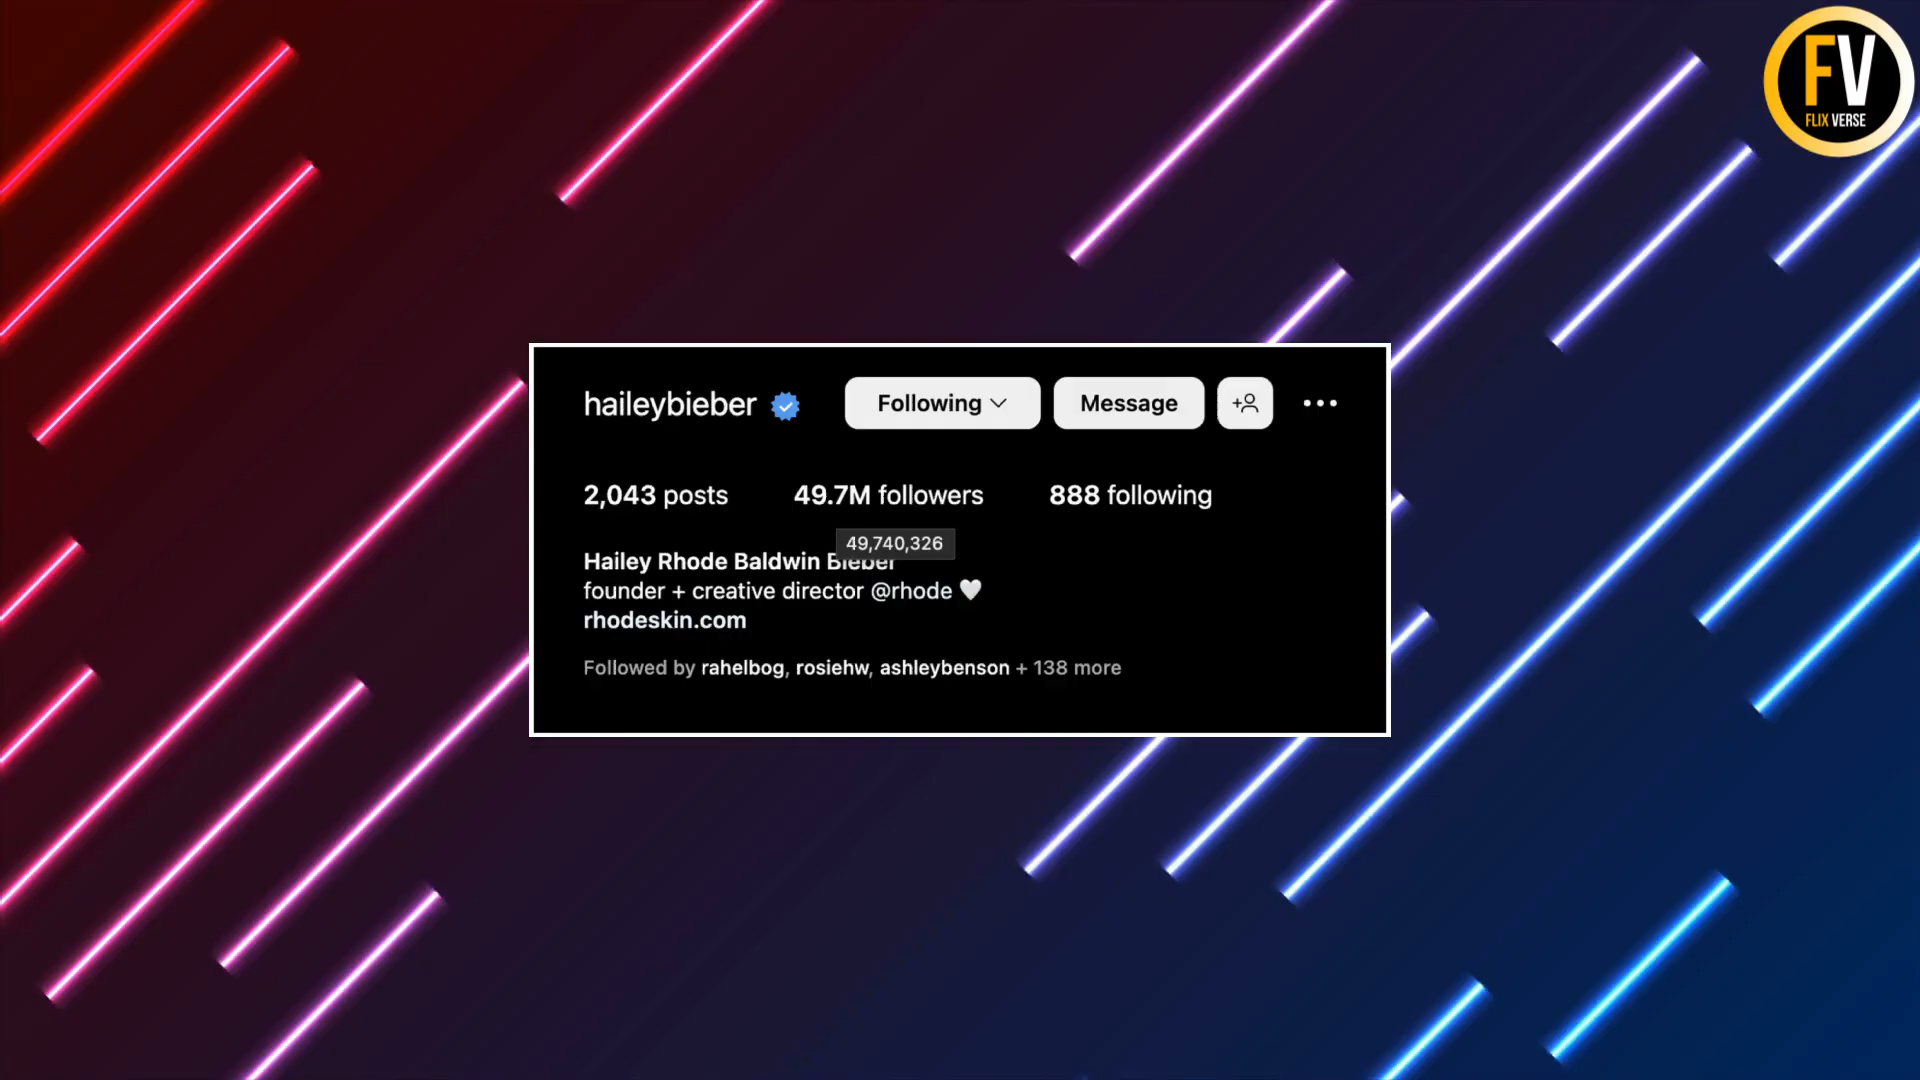 FV
FLIX VERSE
haileybieber Following Message
2,043 posts 49.7M followers 888 following
49,740,326
Hailey Rhode Baldwin Bieber
founder + creative director @rhode 🤍
rhodeskin.com
Followed by rahelbog, rosiehw, ashleybenson + 138 more